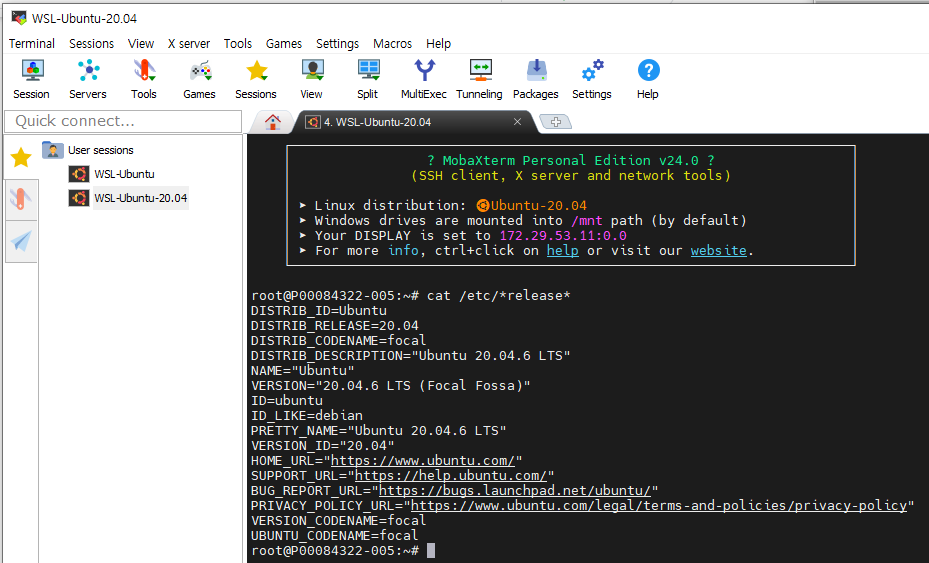 WSL-Ubuntu-20.04
Terminal Sessions View X server Tools Games Settings Macros Help
Session Servers Tools Games Sessions View Split MultiExec Tunneling Packages Settings Help
Quick connect...
4. WSL-Ubuntu-20.04
User sessions
WSL-Ubuntu
WSL-Ubuntu-20.04
? MobaXterm Personal Edition v24.0 ?
(SSH client, X server and network tools)
➤ Linux distribution: Ubuntu-20.04
➤ Windows drives are mounted into /mnt path (by default)
➤ Your DISPLAY is set to 172.29.53.11:0.0
➤ For more info, ctrl+click on help or visit our website.
root@P00084322-005:~# cat /etc/*release*
DISTRIB_ID=Ubuntu
DISTRIB_RELEASE=20.04
DISTRIB_CODENAME=focal
DISTRIB_DESCRIPTION="Ubuntu 20.04.6 LTS"
NAME="Ubuntu"
VERSION="20.04.6 LTS (Focal Fossa)"
ID=ubuntu
ID_LIKE=debian
PRETTY_NAME="Ubuntu 20.04.6 LTS"
VERSION_ID="20.04"
HOME_URL="https://www.ubuntu.com/"
SUPPORT_URL="https://help.ubuntu.com/"
BUG_REPORT_URL="https://bugs.launchpad.net/ubuntu/"
PRIVACY_POLICY_URL="https://www.ubuntu.com/legal/terms-and-policies/privacy-policy"
VERSION_CODENAME=focal
UBUNTU_CODENAME=focal
root@P00084322-005:~#